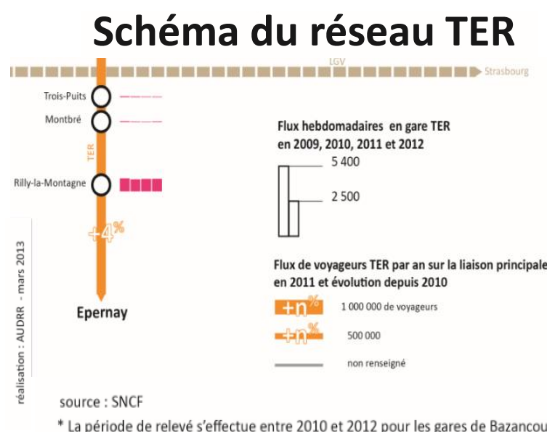 Schéma du réseau TER
LGV
Strasbourg
Trois-Puits
Montbré
TER
Rilly-la-Montagne
+4%
Epernay
Flux hebdomadaires en gare TER
en 2009, 2010, 2011 et 2012
5 400
2 500
Flux de voyageurs TER par an sur la liaison principale
en 2011 et évolution depuis 2010
+n% 1 000 000 de voyageurs
+n% 500 000
non renseigné
réalisation : AUDRR - mars 2013
source : SNCF
* La période de relevé s'effectue entre 2010 et 2012 pour les gares de Bazancou